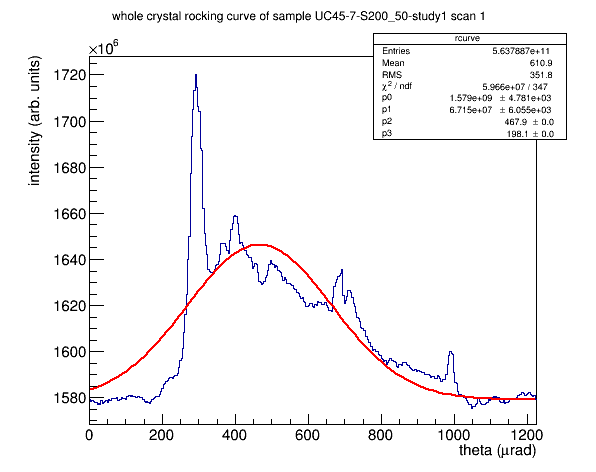 whole crystal rocking curve of sample UC45-7-S200_50-study1 scan 1
×10⁶
rcurve
Entries 5.637887e+11
Mean 610.9
RMS 351.8
χ² / ndf 5.966e+07 / 347
p0 1.579e+09 ± 4.781e+03
p1 6.715e+07 ± 6.055e+03
p2 467.9 ± 0.0
p3 198.1 ± 0.0
intensity (arb. units)
1720
1700
1680
1660
1640
1620
1600
1580
0 200 400 600 800 1000 1200
theta (μrad)